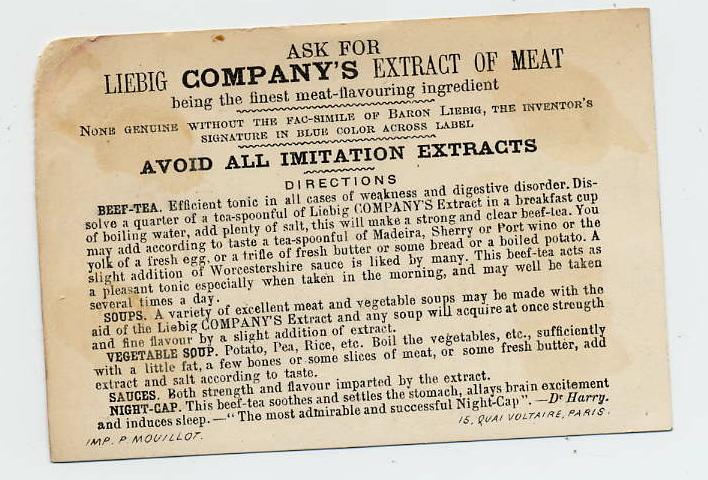 ASK FOR
LIEBIG COMPANY'S EXTRACT OF MEAT
being the finest meat-flavouring ingredient
NONE GENUINE WITHOUT THE FAC-SIMILE OF BARON LIEBIG, THE INVENTOR'S
SIGNATURE IN BLUE COLOR ACROSS LABEL
AVOID ALL IMITATION EXTRACTS
DIRECTIONS
BEEF-TEA. Efficient tonic in all cases of weakness and digestive disorder. Dis-
solve a quarter of a tea-spoonful of Liebig COMPANY'S Extract in a breakfast cup
of boiling water, add plenty of salt, this will make a strong and clear beef-tea. You
may add according to taste a tea-spoonful of Madeira, Sherry or Port wine or the
yolk of a fresh egg, or a trifle of fresh butter or some bread or a boiled potato. A
slight addition of Worcestershire sauce is liked by many. This beef-tea acts as
a pleasant tonic especially when taken in the morning, and may well be taken
several times a day.
SOUPS. A variety of excellent meat and vegetable soups may be made with the
aid of the Liebig COMPANY'S Extract and any soup will acquire at once strength
and fine flavour by a slight addition of extract.
VEGETABLE SOUP. Potato, Pea, Rice, etc. Boil the vegetables, etc., sufficiently
with a little fat, a few bones or some slices of meat, or some fresh butter, add
extract and salt according to taste.
SAUCES. Both strength and flavour imparted by the extract.
NIGHT-CAP. This beef-tea soothes and settles the stomach, allays brain excitement
and induces sleep.—"The most admirable and successful Night-Cap".—Dr Harry.
IMP. P MOUILLOT. 15, QUAI VOLTAIRE, PARIS.